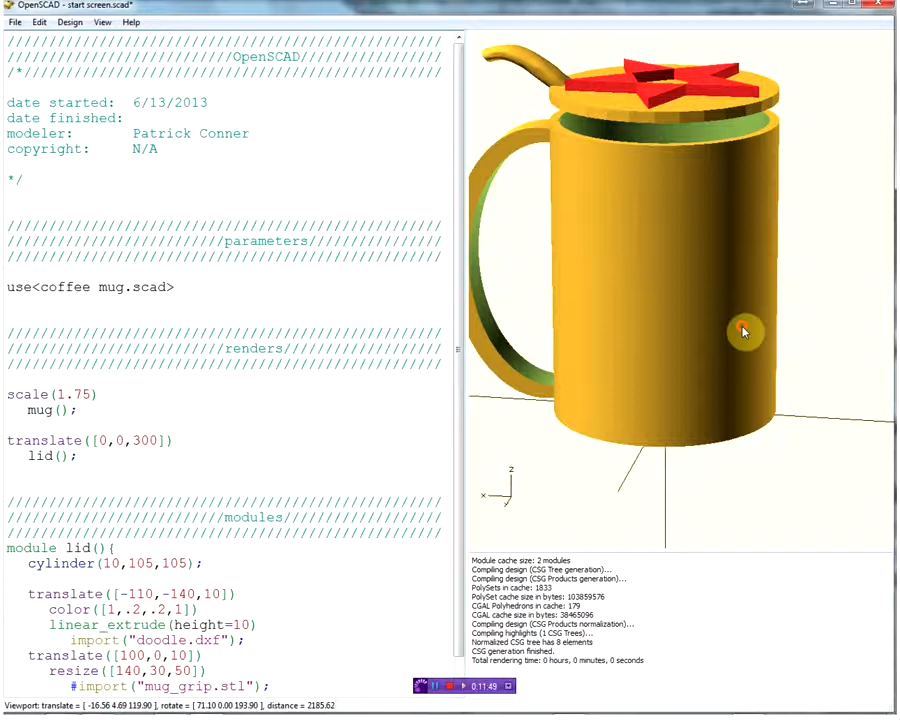 OpenSCAD - start screen.scad*
File Edit Design View Help
//////////////////////////////////////////////////////
////////////////////////////OpenSCAD/////////////////
/*////////////////////////////////////////////////////
date started: 6/13/2013
date finished:
modeler: Patrick Conner
copyright: N/A
*/
//////////////////////////////////////////////////////
///////////////////////////parameters////////////////
//////////////////////////////////////////////////////
use<coffee mug.scad>
//////////////////////////////////////////////////////
///////////////////////////renders///////////////////
//////////////////////////////////////////////////////
scale(1.75)
mug();
translate([0,0,300])
lid();
//////////////////////////////////////////////////////
///////////////////////////modules///////////////////
//////////////////////////////////////////////////////
module lid(){
cylinder(10,105,105);
translate([-110,-140,10])
color([1,.2,.2,1])
linear_extrude(height=10)
import("doodle.dxf");
translate([100,0,10])
resize([140,30,50])
#import("mug_grip.stl");
z
x
y
Module cache size: 2 modules
Compiling design (CSG Tree generation)...
Compiling design (CSG Products generation)...
PolySets in cache: 1833
PolySet cache size in bytes: 103859576
CGAL Polyhedrons in cache: 179
CGAL cache size in bytes: 38465096
Compiling design (CSG Products normalization)...
Compiling highlights (1 CSG Trees)...
Normalized CSG tree has 8 elements
CSG generation finished.
Total rendering time: 0 hours, 0 minutes, 0 seconds
0:11:49
Viewport: translate = [ -16.56 4.69 119.90 ], rotate = [ 71.10 0.00 193.90 ], distance = 2185.62